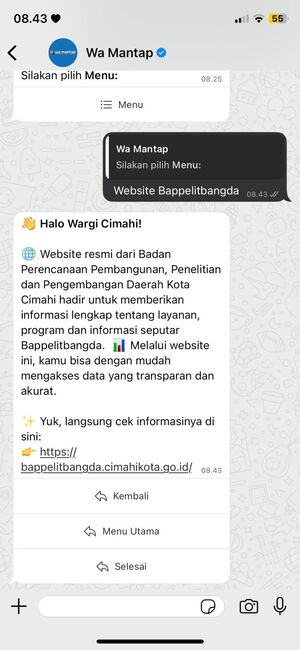 08.43
55
wa mantap
Wa Mantap
Silakan pilih Menu:
08.25
Menu
Wa Mantap
Silakan pilih Menu:
Website Bappelitbangda
08.43
👋 Halo Wargi Cimahi!
🌐 Website resmi dari Badan
Perencanaan Pembangunan, Penelitian
dan Pengembangan Daerah Kota
Cimahi hadir untuk memberikan
informasi lengkap tentang layanan,
program dan informasi seputar
Bappelitbangda. 📊 Melalui website
ini, kamu bisa dengan mudah
mengakses data yang transparan dan
akurat.
✨ Yuk, langsung cek informasinya di
sini:
👉 https://
bappelitbangda.cimahikota.go.id/
08.43
Kembali
Menu Utama
Selesai